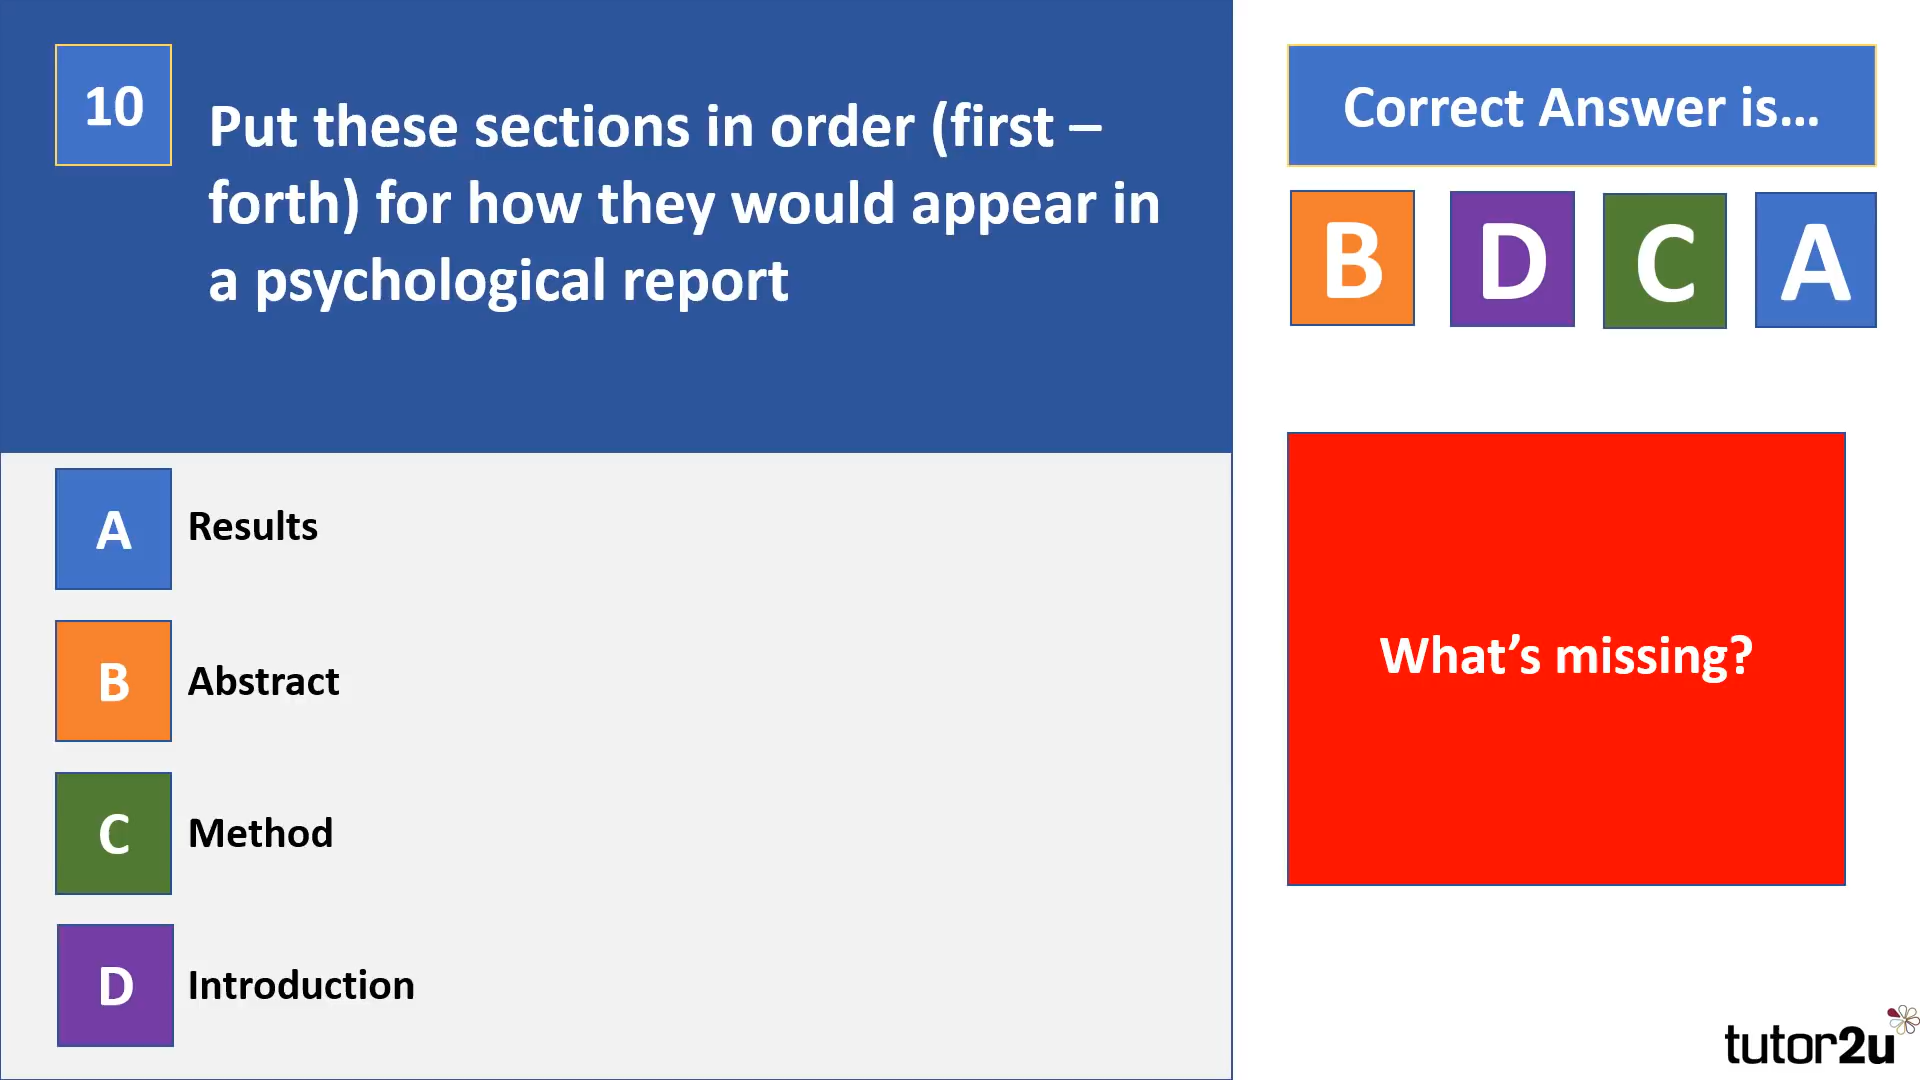 10
Put these sections in order (first –
forth) for how they would appear in
a psychological report
A
Results
B
Abstract
C
Method
D
Introduction
Correct Answer is...
B D C A
What’s missing?
tutor2u